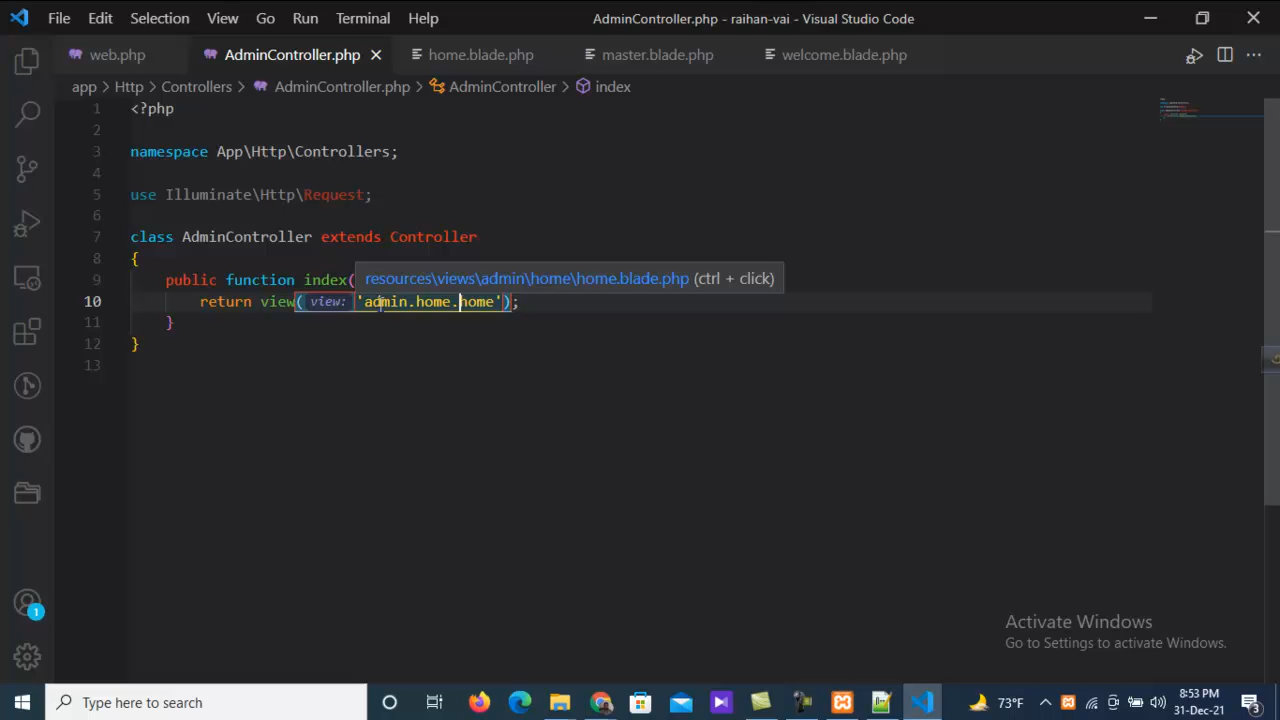 File Edit Selection View Go Run Terminal Help AdminController.php - raihan-vai - Visual Studio Code
web.php AdminController.php home.blade.php master.blade.php welcome.blade.php
app > Http > Controllers > AdminController.php > AdminController > index
1 <?php
2
3 namespace App\Http\Controllers;
4
5 use Illuminate\Http\Request;
6
7 class AdminController extends Controller
8 {
9 public function index(
resources\views\admin\home\home.blade.php (ctrl + click)
10 return view( view: 'admin.home.home');
11 }
12 }
13
1
Activate Windows
Go to Settings to activate Windows.
Type here to search
73°F
8:53 PM
31-Dec-21
3